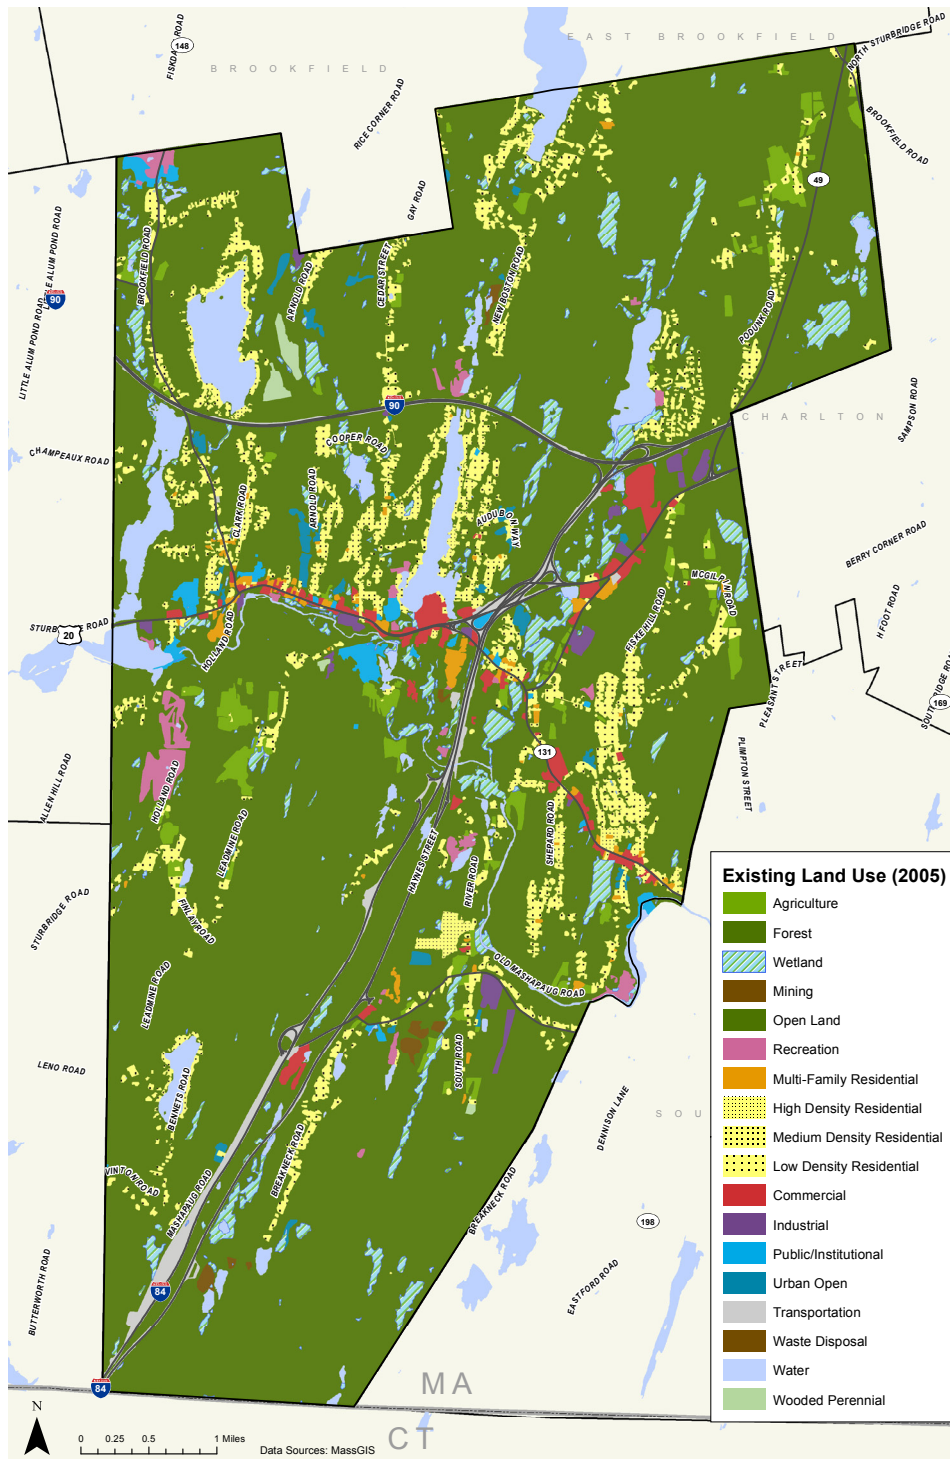 EAST BROOKFIELD
NORTH STURBRIDGE ROAD
FISKDALE ROAD
148
BROOKFIELD
RICE CORNER ROAD
BROOKFIELD ROAD
49
GAY ROAD
LITTLE ALUM POND ROAD
BROOKFIELD ROAD
ARNOLD ROAD
CEDAR STREET
NEW BOSTON ROAD
90
LITTLE ALUM POND ROAD
PODUNK ROAD
90
CHARLTON
SAMPSON ROAD
CHAMPEAUX ROAD
COOPER ROAD
CLARK ROAD
ARNOLD ROAD
AUDUBON WAY
BERRY CORNER ROAD
MCGILPIN ROAD
H FOOT ROAD
STURBRIDGE ROAD
20
HOLLAND ROAD
FISKE HILL ROAD
PLEASANT STREET
169
131
ALLEN HILL ROAD
HOLLAND ROAD
PLIMPTON STREET
LEADMINE ROAD
SHEPARD ROAD
HAYNES STREET
RIVER ROAD
STURBRIDGE ROAD
FINLAY ROAD
OLD MASHAPAUG ROAD
LEADMINE ROAD
LENO ROAD
BENNETS ROAD
SOUTH ROAD
DENNISON LANE
SOU
VINTON ROAD
MASHAPAUG ROAD
BREAKNECK ROAD
BREAKNECK ROAD
198
BUTTERWORTH ROAD
EASTFORD ROAD
84
84
MA
CT
N
0 0.25 0.5 1 Miles
Data Sources: MassGIS
Existing Land Use (2005)
Agriculture
Forest
Wetland
Mining
Open Land
Recreation
Multi-Family Residential
High Density Residential
Medium Density Residential
Low Density Residential
Commercial
Industrial
Public/Institutional
Urban Open
Transportation
Waste Disposal
Water
Wooded Perennial